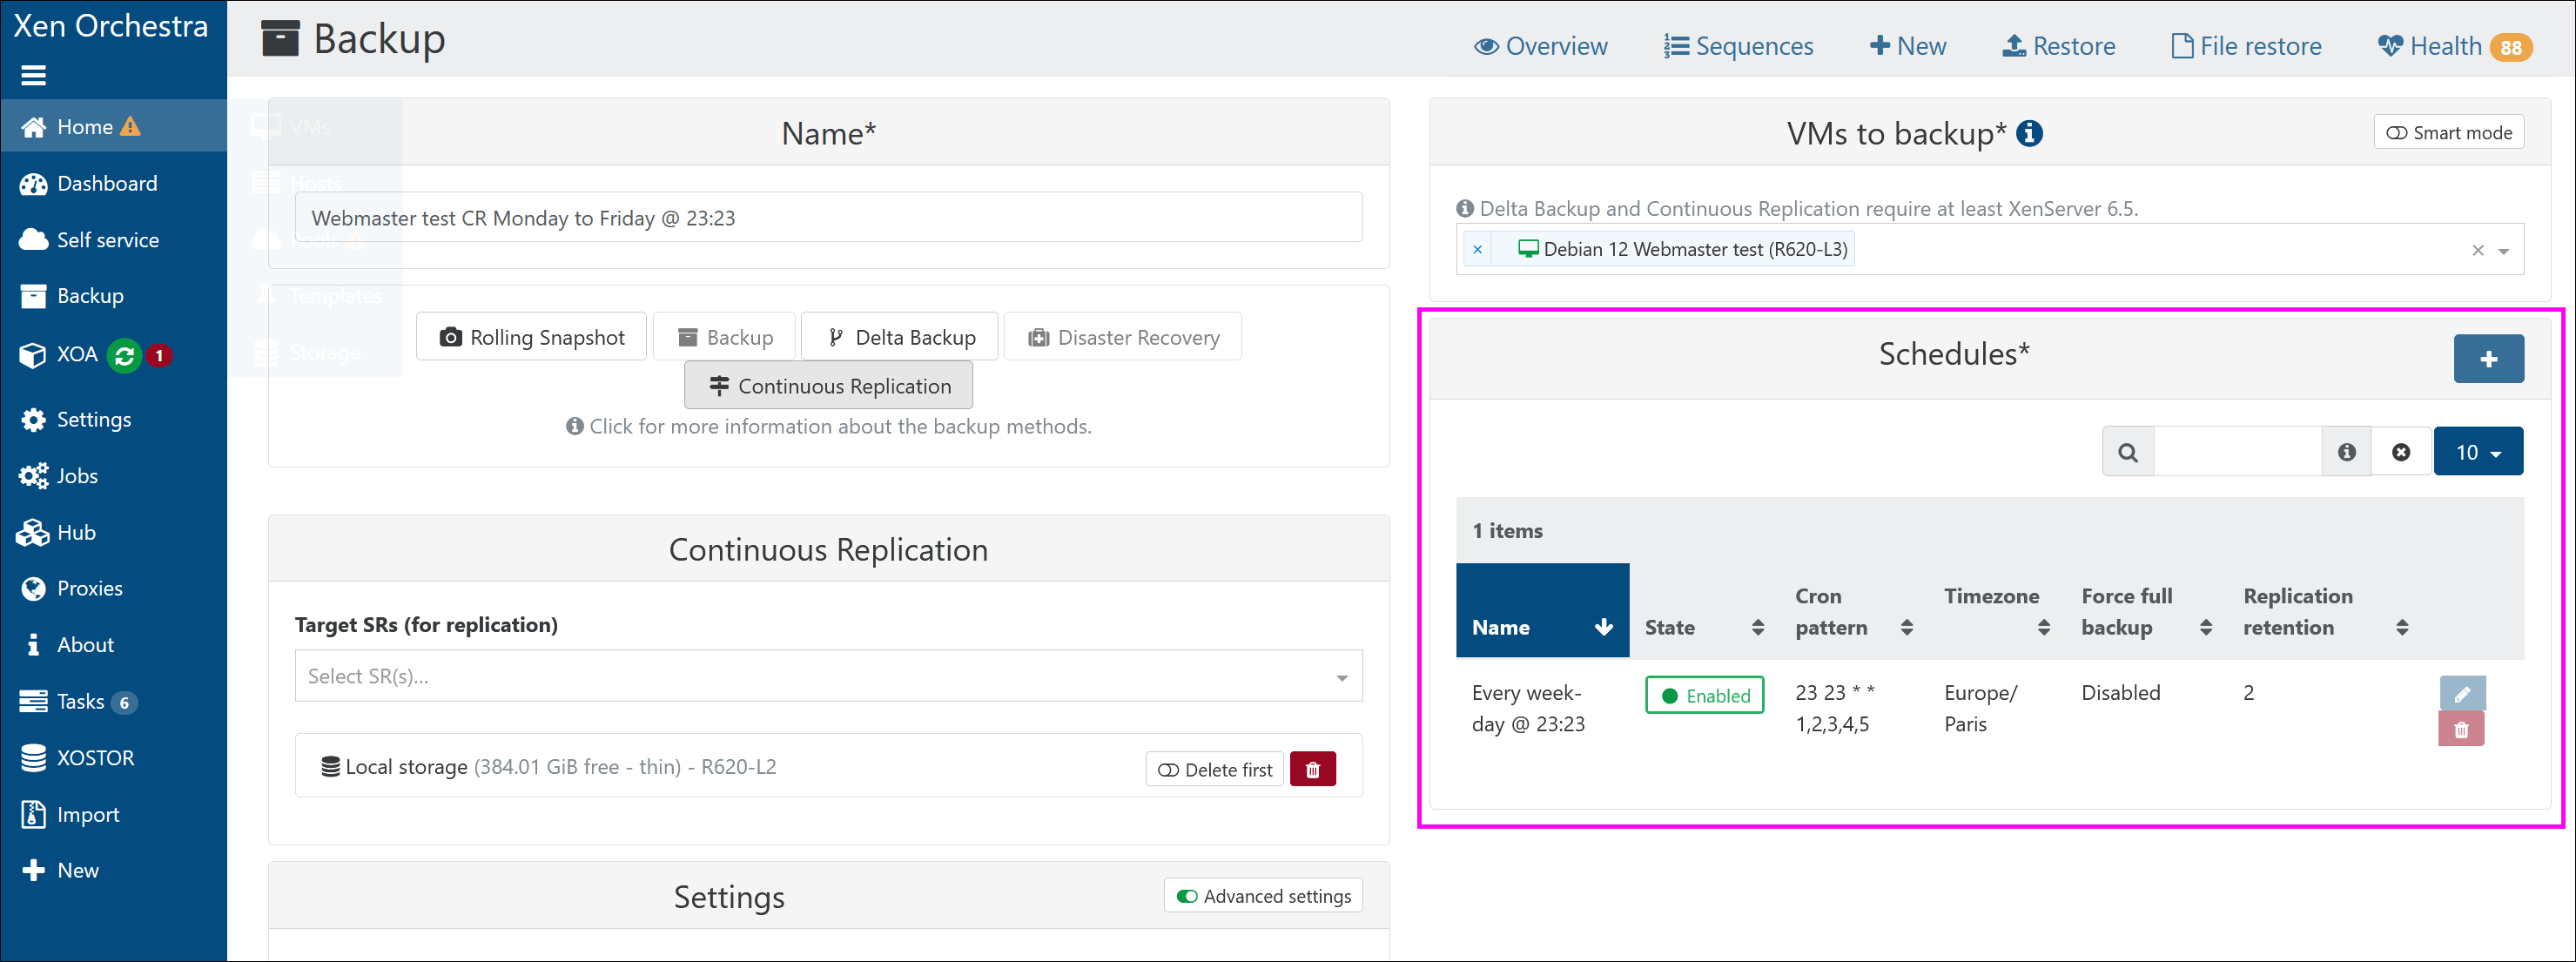 Xen Orchestra
Home
Dashboard
Self service
Backup
XOA 1
Settings
Jobs
Hub
Proxies
About
Tasks 6
XOSTOR
Import
New
VMs
Hosts
Pools
Templates
Storage
Backup
Overview
Sequences
New
Restore
File restore
Health 88
Name*
Webmaster test CR Monday to Friday @ 23:23
Rolling Snapshot
Backup
Delta Backup
Disaster Recovery
Continuous Replication
Click for more information about the backup methods.
Continuous Replication
Target SRs (for replication)
Select SR(s)...
Local storage (384.01 GiB free - thin) - R620-L2
Delete first
Settings
Advanced settings
VMs to backup*
Smart mode
Delta Backup and Continuous Replication require at least XenServer 6.5.
× Debian 12 Webmaster test (R620-L3) ×
Schedules*
10
1 items
Name
State
Cron
pattern
Timezone
Force full
backup
Replication
retention
Every week-
day @ 23:23
Enabled
23 23 * *
1,2,3,4,5
Europe/
Paris
Disabled
2